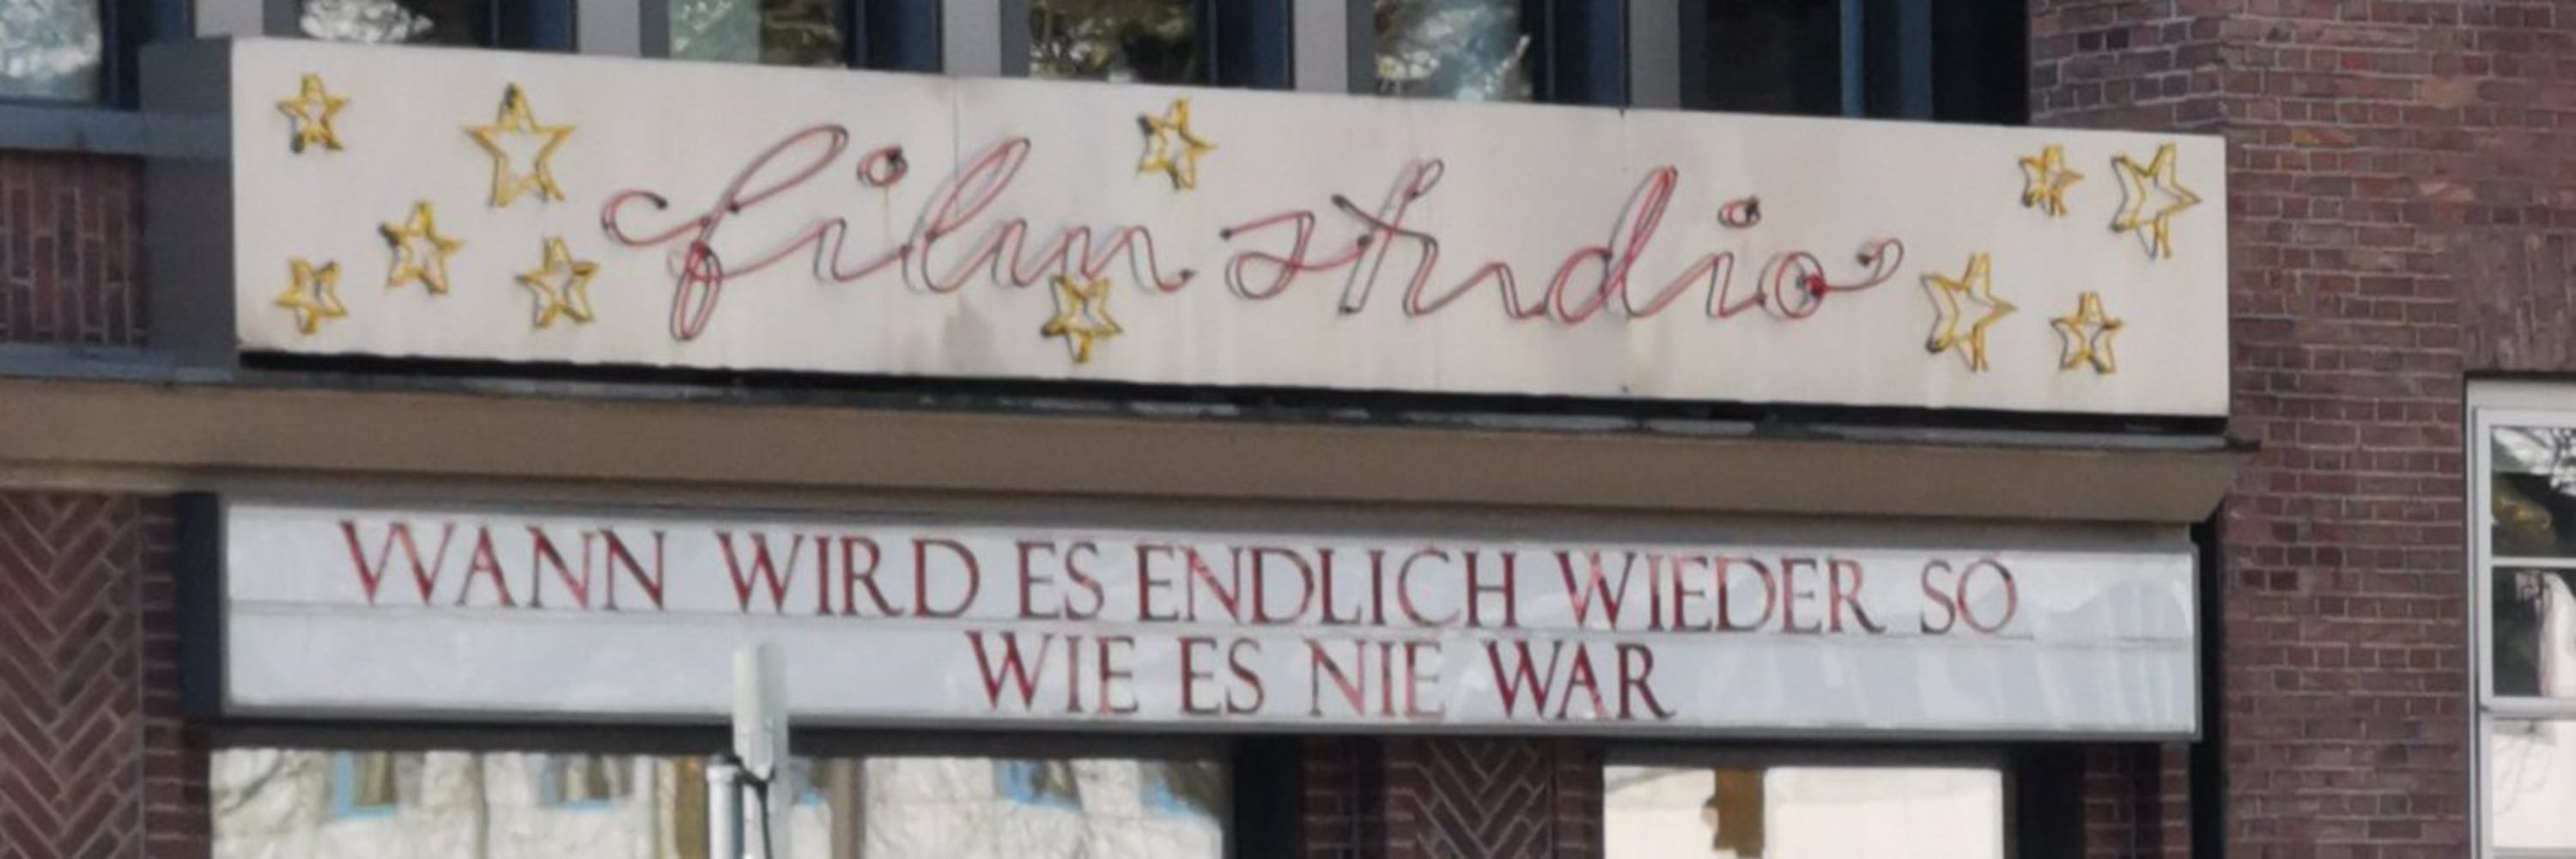 filmstudio
WANN WIRD ES ENDLICH WIEDER SO
WIE ES NIE WAR